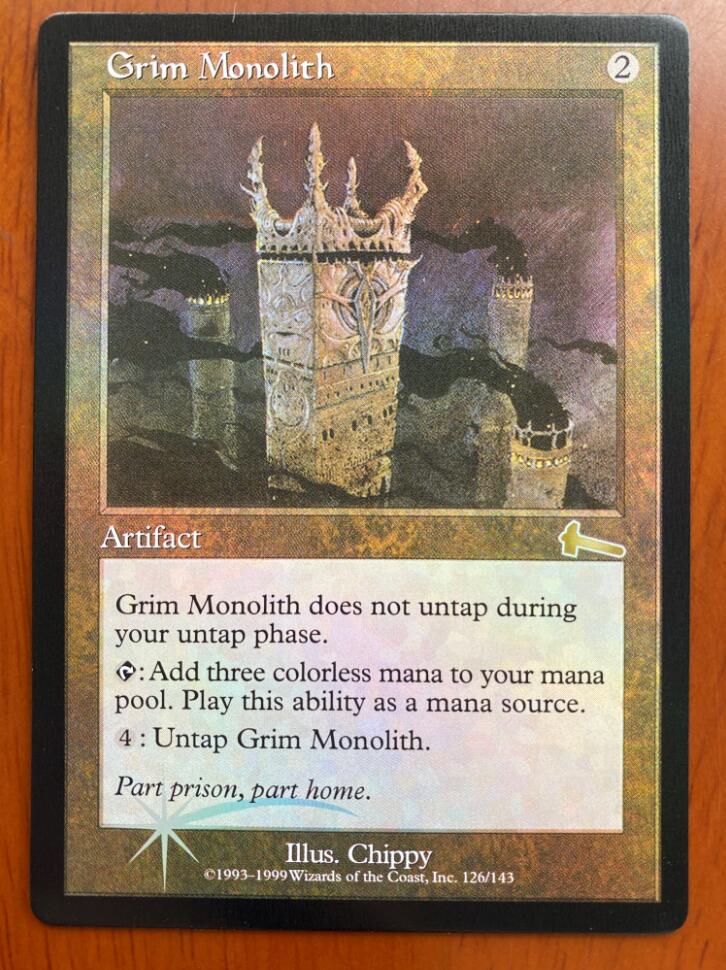 Grim Monolith 2
Artifact
Grim Monolith does not untap during
your untap phase.
: Add three colorless mana to your mana
pool. Play this ability as a mana source.
4 : Untap Grim Monolith.
Part prison, part home.
Illus. Chippy
©1993–1999 Wizards of the Coast, Inc. 126/143